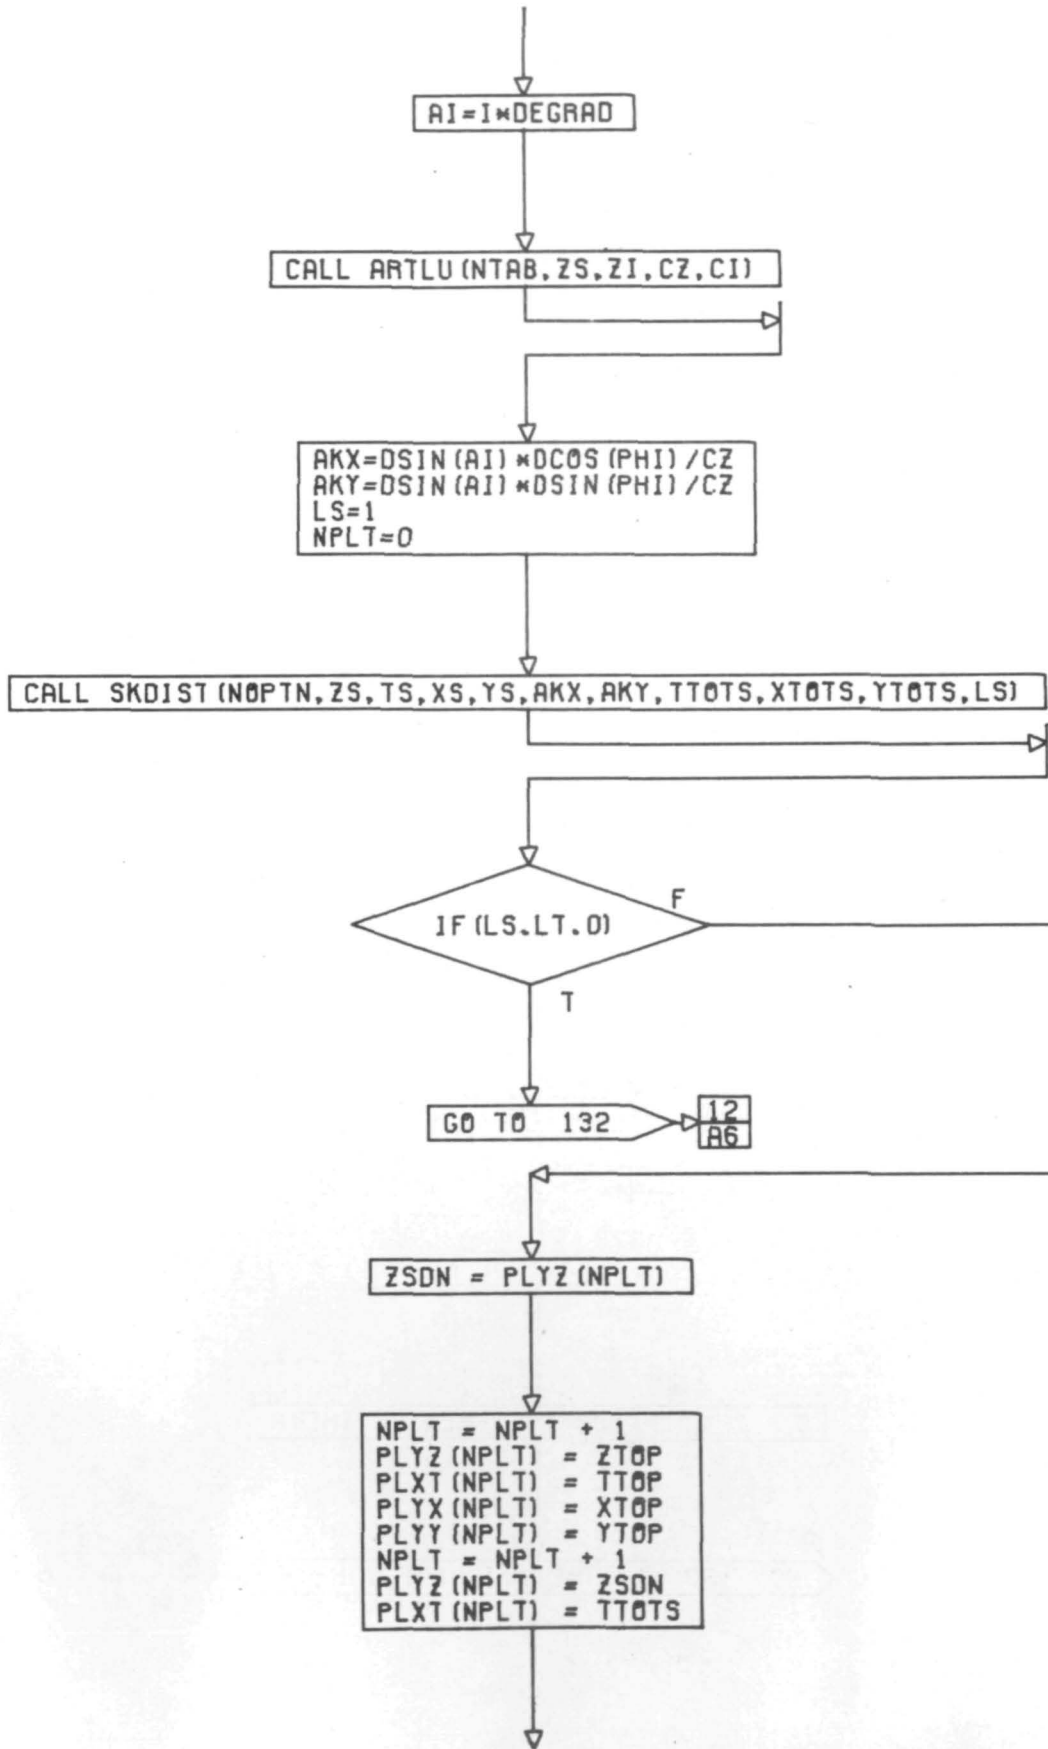 AI=I*DEGRAD
CALL ARTLU(NTAB,ZS,ZI,CZ,CI)
AKX=DSIN(AI)*DCOS(PHI)/CZ
AKY=DSIN(AI)*DSIN(PHI)/CZ
LS=1
NPLT=0
CALL SKDIST(NOPTN,ZS,TS,XS,YS,AKX,AKY,TTOTS,XTOTS,YTOTS,LS)
F
IF(LS.LT.0)
T
GO TO 132
12
A6
ZSDN = PLYZ(NPLT)
NPLT = NPLT + 1
PLYZ(NPLT) = ZTOP
PLXT(NPLT) = TTOP
PLYX(NPLT) = XTOP
PLYY(NPLT) = YTOP
NPLT = NPLT + 1
PLYZ(NPLT) = ZSDN
PLXT(NPLT) = TTOTS